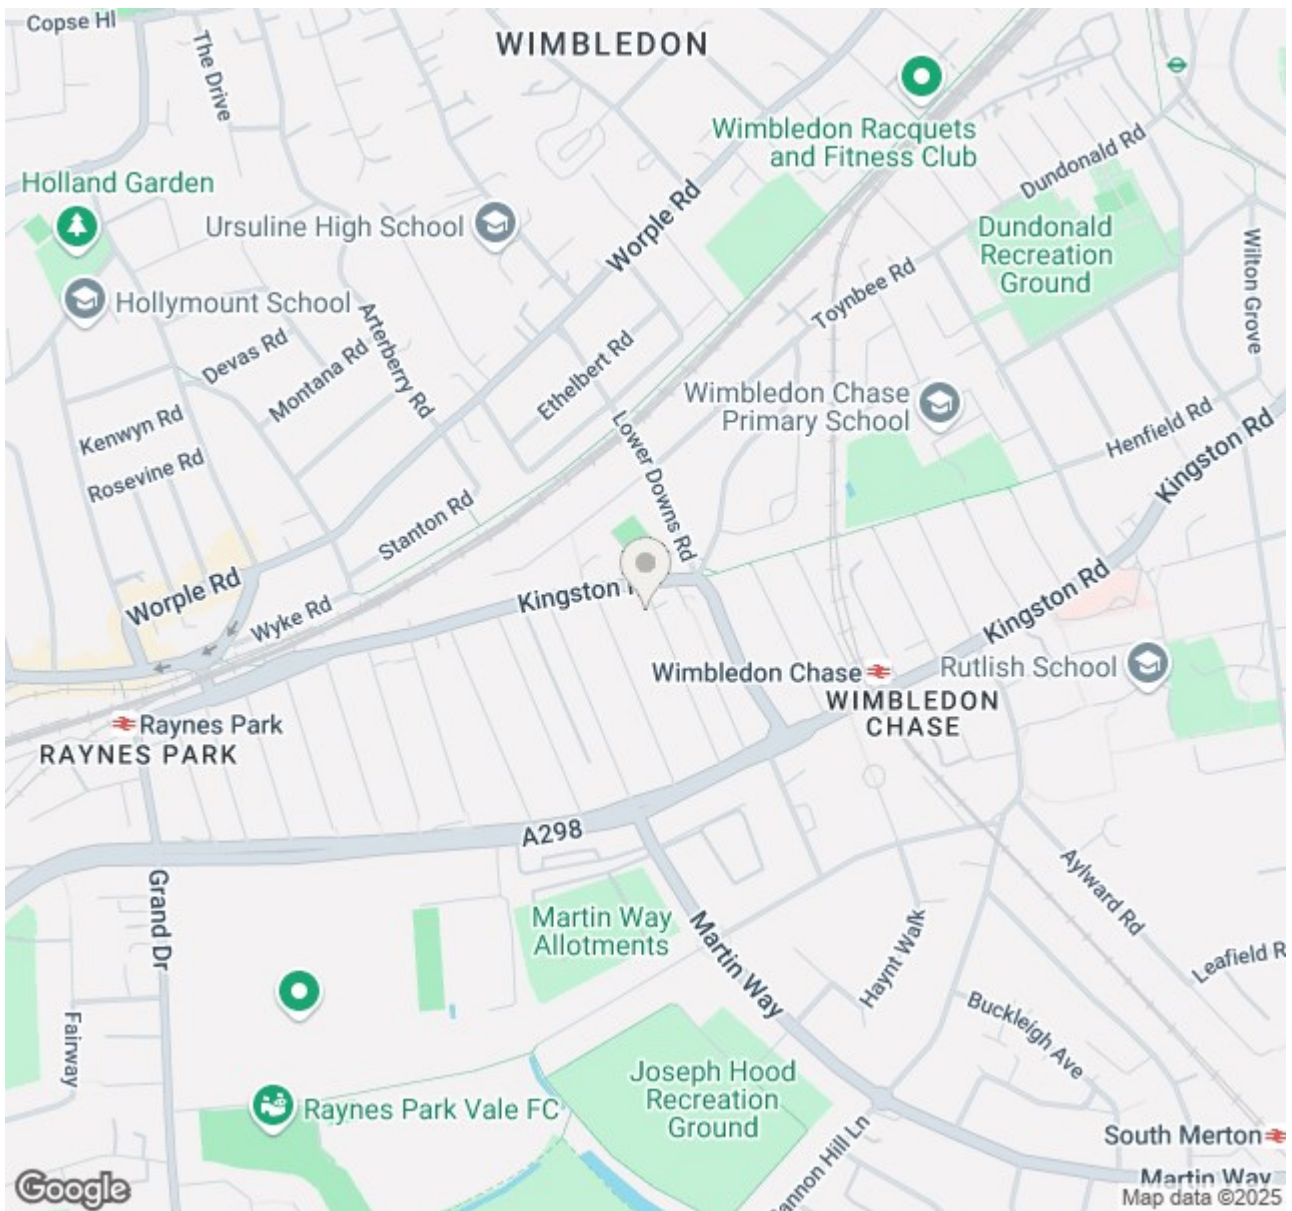 Copse Hl
The Drive
WIMBLEDON
Wimbledon Racquets
and Fitness Club
Dundonald Rd
Holland Garden
Ursuline High School
Worple Rd
Dundonald
Recreation
Ground
Wilton Grove
Hollymount School
Toynbee Rd
Arterberry Rd
Devas Rd
Montana Rd
Ethelbert Rd
Wimbledon Chase
Primary School
Kenwyn Rd
Rosevine Rd
Lower Downs Rd
Henfield Rd
Kingston Rd
Stanton Rd
Worple Rd
Wyke Rd
Kingston
Kingston Rd
Wimbledon Chase
Rutlish School
WIMBLEDON
CHASE
Raynes Park
RAYNES PARK
A298
Grand Dr
Martin Way
Allotments
Martin Way
Haynt Walk
Aylward Rd
Leafield R
Buckleigh Ave
Fairway
Joseph Hood
Recreation
Ground
Raynes Park Vale FC
South Merton
annon Hill Ln
Martin Way
Google
Map data ©2025